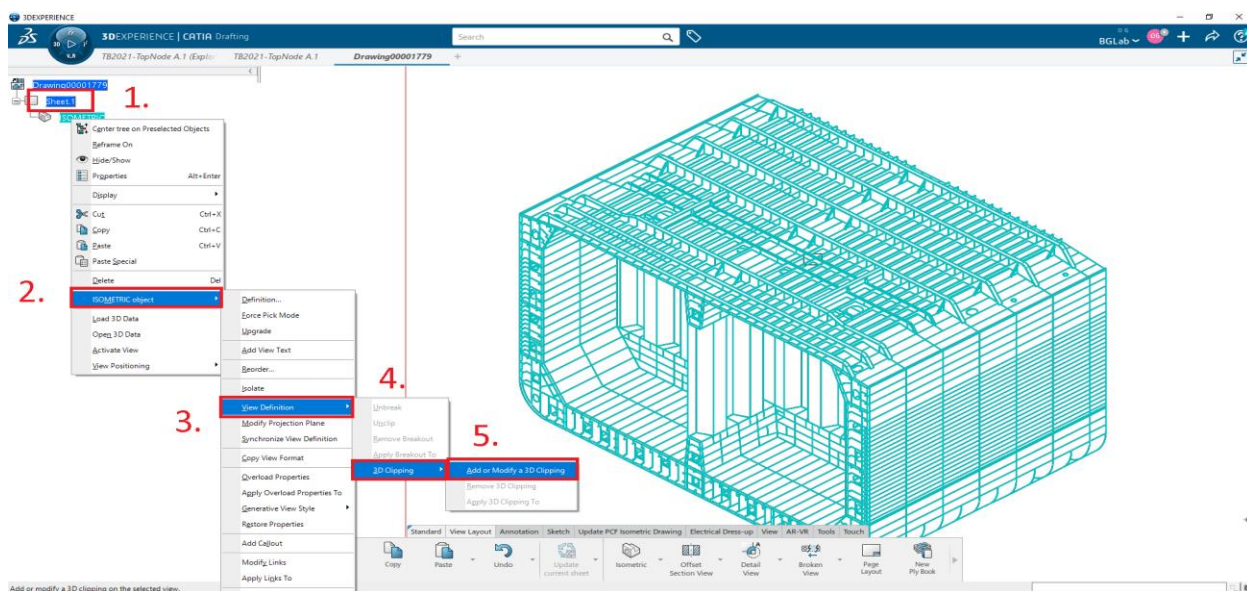 3DEXPERIENCE
3DEXPERIENCE | CATIA Drafting
Search
BGLab
3D
V.R
TB2021-TopNode A.1 (Explo
TB2021-TopNode A.1
Drawing00001779
Drawing00001779
Sheet.1
1.
ISOMETRIC
Center tree on Preselected Objects
Reframe On
Hide/Show
Properties Alt+Enter
Display
Cut Ctrl+X
Copy Ctrl+C
Paste Ctrl+V
Paste Special
Delete Del
2.
ISOMETRIC object
Load 3D Data
Open 3D Data
Activate View
View Positioning
Definition...
Force Pick Mode
Upgrade
Add View Text
Reorder...
Isolate
3.
View Definition
Modify Projection Plane
Synchronize View Definition
Copy View Format
Overload Properties
Apply Overload Properties To
Generative View Style
Restore Properties
Add Callout
Modify Links
Apply Links To
4.
Unbreak
Unclip
Remove Breakout
Apply Breakout To
3D Clipping
5.
Add or Modify a 3D Clipping
Remove 3D Clipping
Apply 3D Clipping To
Standard View Layout Annotation Sketch Update PCF Isometric Drawing Electrical Dress-up View AR-VR Tools Touch
Copy
Paste
Undo
Update current sheet
Isometric
Offset Section View
Detail View
Broken View
Page Layout
New Ply Book
Add or modify a 3D clipping on the selected view.